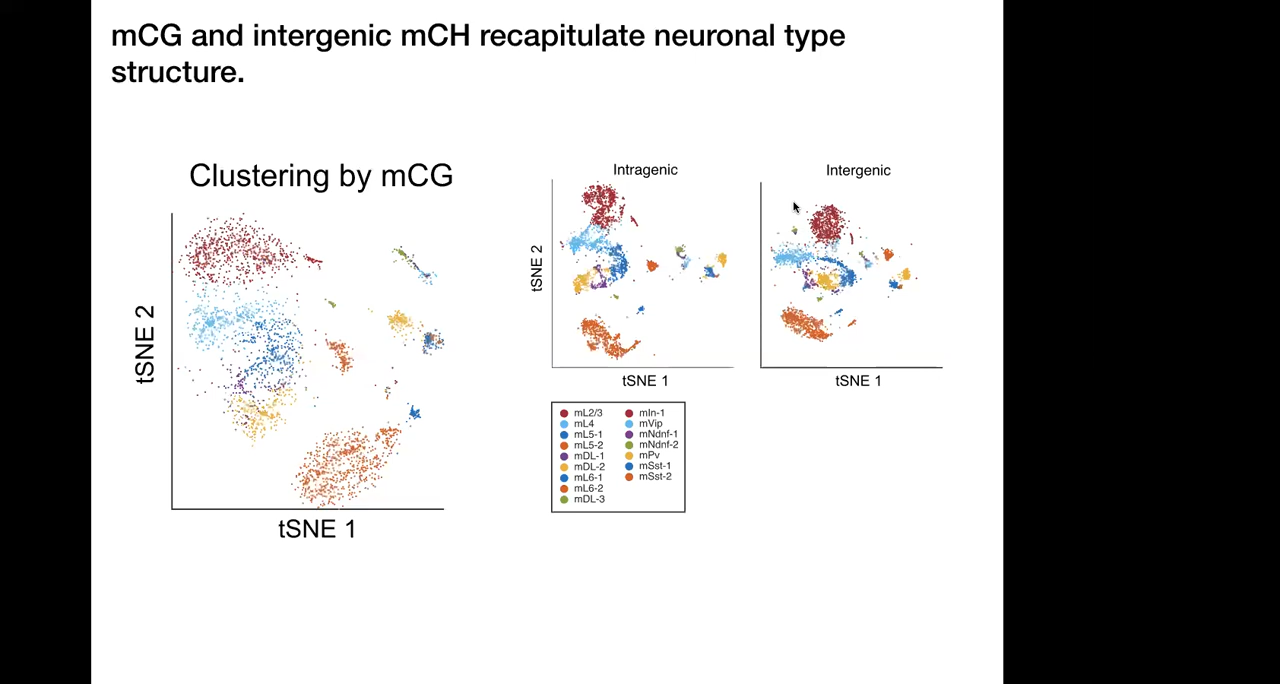 mCG and intergenic mCH recapitulate neuronal type
structure.
Clustering by mCG
tSNE 2
tSNE 1
Intragenic
tSNE 2
tSNE 1
Intergenic
tSNE 1
mL2/3
mL4
mL5-1
mL5-2
mDL-1
mDL-2
mL6-1
mL6-2
mDL-3
mIn-1
mVip
mNdnf-1
mNdnf-2
mPv
mSst-1
mSst-2